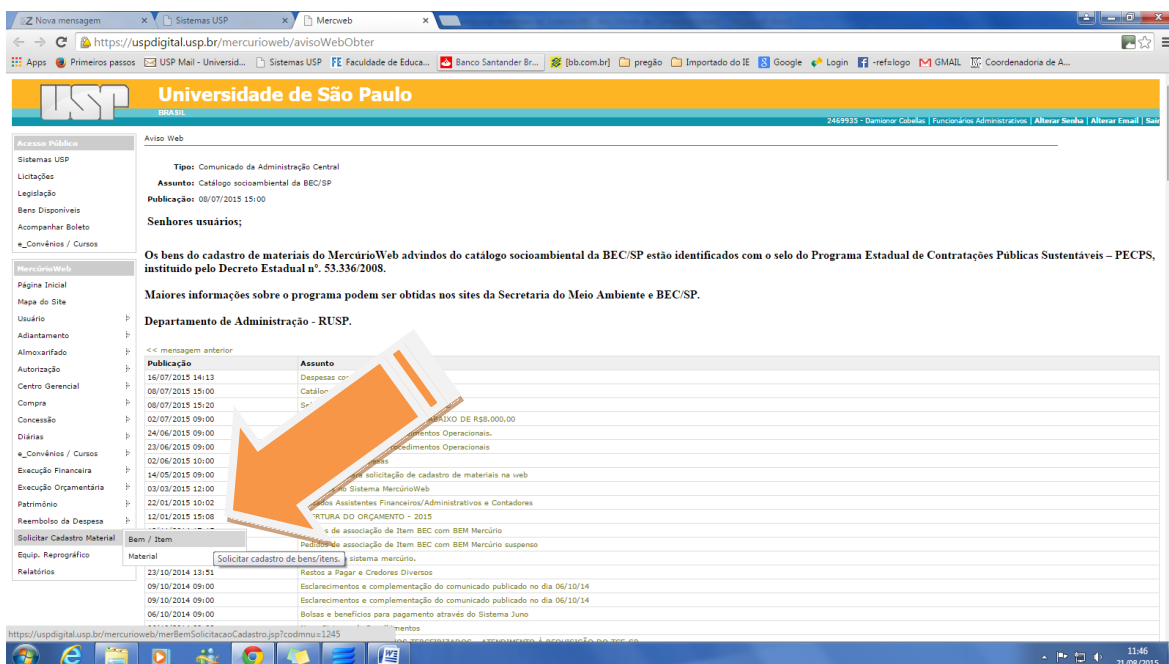 Nova mensagem
Sistemas USP
Mercweb
https://uspdigital.usp.br/mercurioweb/avisoWebObter
Apps Primeiros passos USP Mail - Universid... Sistemas USP Faculdade de Educa... Banco Santander Br... [bb.com.br] pregão Importado do IE Google Login -ref=logo GMAIL Coordenadoria de A...
USP
Universidade de São Paulo
BRASIL
2469935 - Damionor Cobellas | Funcionários Administrativos | Alterar Senha | Alterar Email | Sair
Acesso Público
Sistemas USP
Licitações
Legislação
Bens Disponíveis
Acompanhar Boleto
e_Convênios / Cursos
MercúrioWeb
Página Inicial
Mapa do Site
Usuário
Adiantamento
Almoxarifado
Autorização
Centro Gerencial
Compra
Concessão
Diárias
e_Convênios / Cursos
Execução Financeira
Execução Orçamentária
Patrimônio
Reembolso da Despesa
Solicitar Cadastro Material
Equip. Reprográfico
Relatórios
Bem / Item
Material
Solicitar cadastro de bens/itens.
Aviso Web
Tipo: Comunicado da Administração Central
Assunto: Catálogo socioambiental da BEC/SP
Publicação: 08/07/2015 15:00
Senhores usuários;
Os bens do cadastro de materiais do MercúrioWeb advindos do catálogo socioambiental da BEC/SP estão identificados com o selo do Programa Estadual de Contratações Públicas Sustentáveis – PECPS,
instituído pelo Decreto Estadual nº. 53.336/2008.
Maiores informações sobre o programa podem ser obtidas nos sites da Secretaria do Meio Ambiente e BEC/SP.
Departamento de Administração - RUSP.
<< mensagem anterior
Publicação Assunto
16/07/2015 14:13 Despesas
08/07/2015 15:00
08/07/2015 15:20
02/07/2015 09:00 DE R$8.000,00
24/06/2015 09:00 Operacionais.
23/06/2015 09:00 Operacionais
02/06/2015 10:00
14/05/2015 09:00 solicitação de cadastro de materiais na web
03/03/2015 12:00 no Sistema MercúrioWeb
22/01/2015 10:02 Assistentes Financeiros/Administrativos e Contadores
12/01/2015 15:08 DO ORÇAMENTO - 2015
de associação de Item BEC com BEM Mercúrio
Pedidos de associação de Item BEC com BEM Mercúrio suspenso
sistema mercúrio.
23/10/2014 13:51 Restos a Pagar e Credores Diversos
09/10/2014 09:00 Esclarecimentos e complementação do comunicado publicado no dia 06/10/14
09/10/2014 09:00 Esclarecimentos e complementação do comunicado publicado no dia 06/10/14
06/10/2014 09:00 Bolsas e benefícios para pagamento através do Sistema Juno
https://uspdigital.usp.br/mercurioweb/merBemSolicitacaoCadastro.jsp?codmnu=1245
11:46
21/08/2015